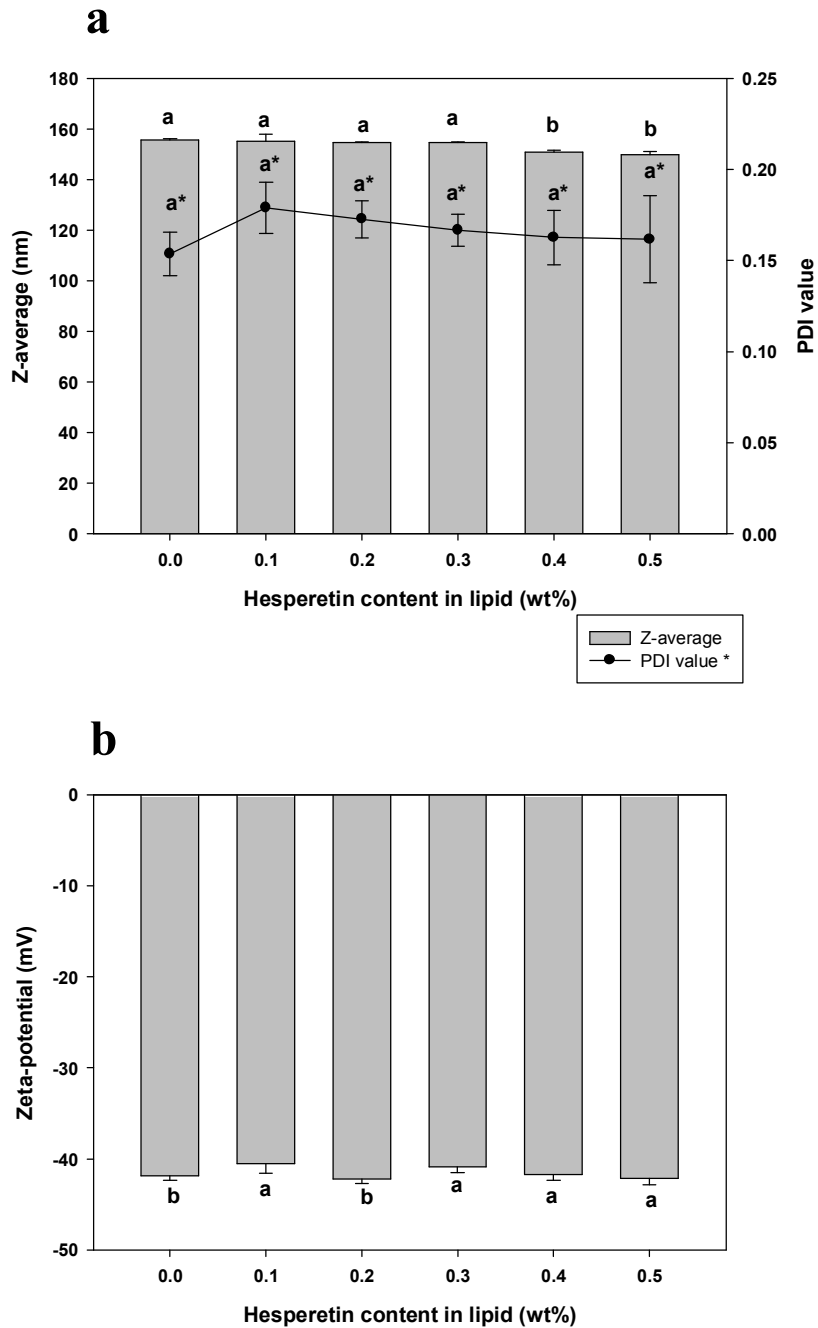 a
180
160
140
120
100
80
60
40
20
0
Z-average (nm)
0.25
0.20
0.15
0.10
0.05
0.00
PDI value
a a a a b b
a* a* a* a* a* a*
0.0 0.1 0.2 0.3 0.4 0.5
Hesperetin content in lipid (wt%)
Z-average
PDI value *
b
0
-10
-20
-30
-40
-50
Zeta-potential (mV)
b a b a a a
0.0 0.1 0.2 0.3 0.4 0.5
Hesperetin content in lipid (wt%)